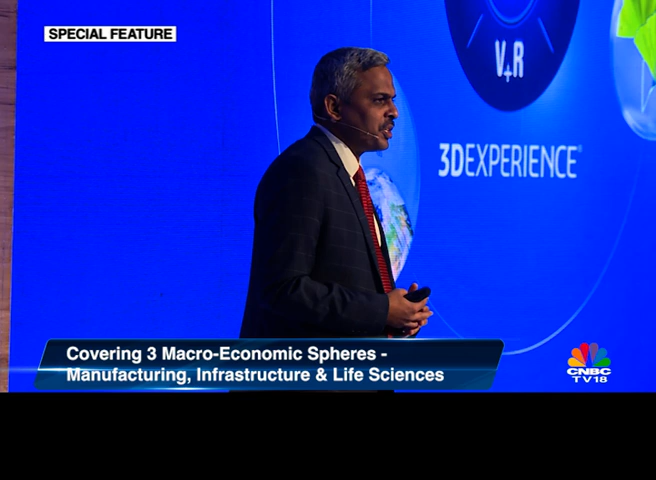 SPECIAL FEATURE
V+R
3DEXPERIENCE®
Covering 3 Macro-Economic Spheres -
Manufacturing, Infrastructure & Life Sciences
CNBC
TV18